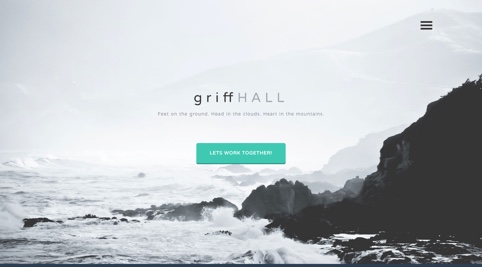 griffHALL
Feet on the ground. Head in the clouds. Heart in the mountains.
LETS WORK TOGETHER!